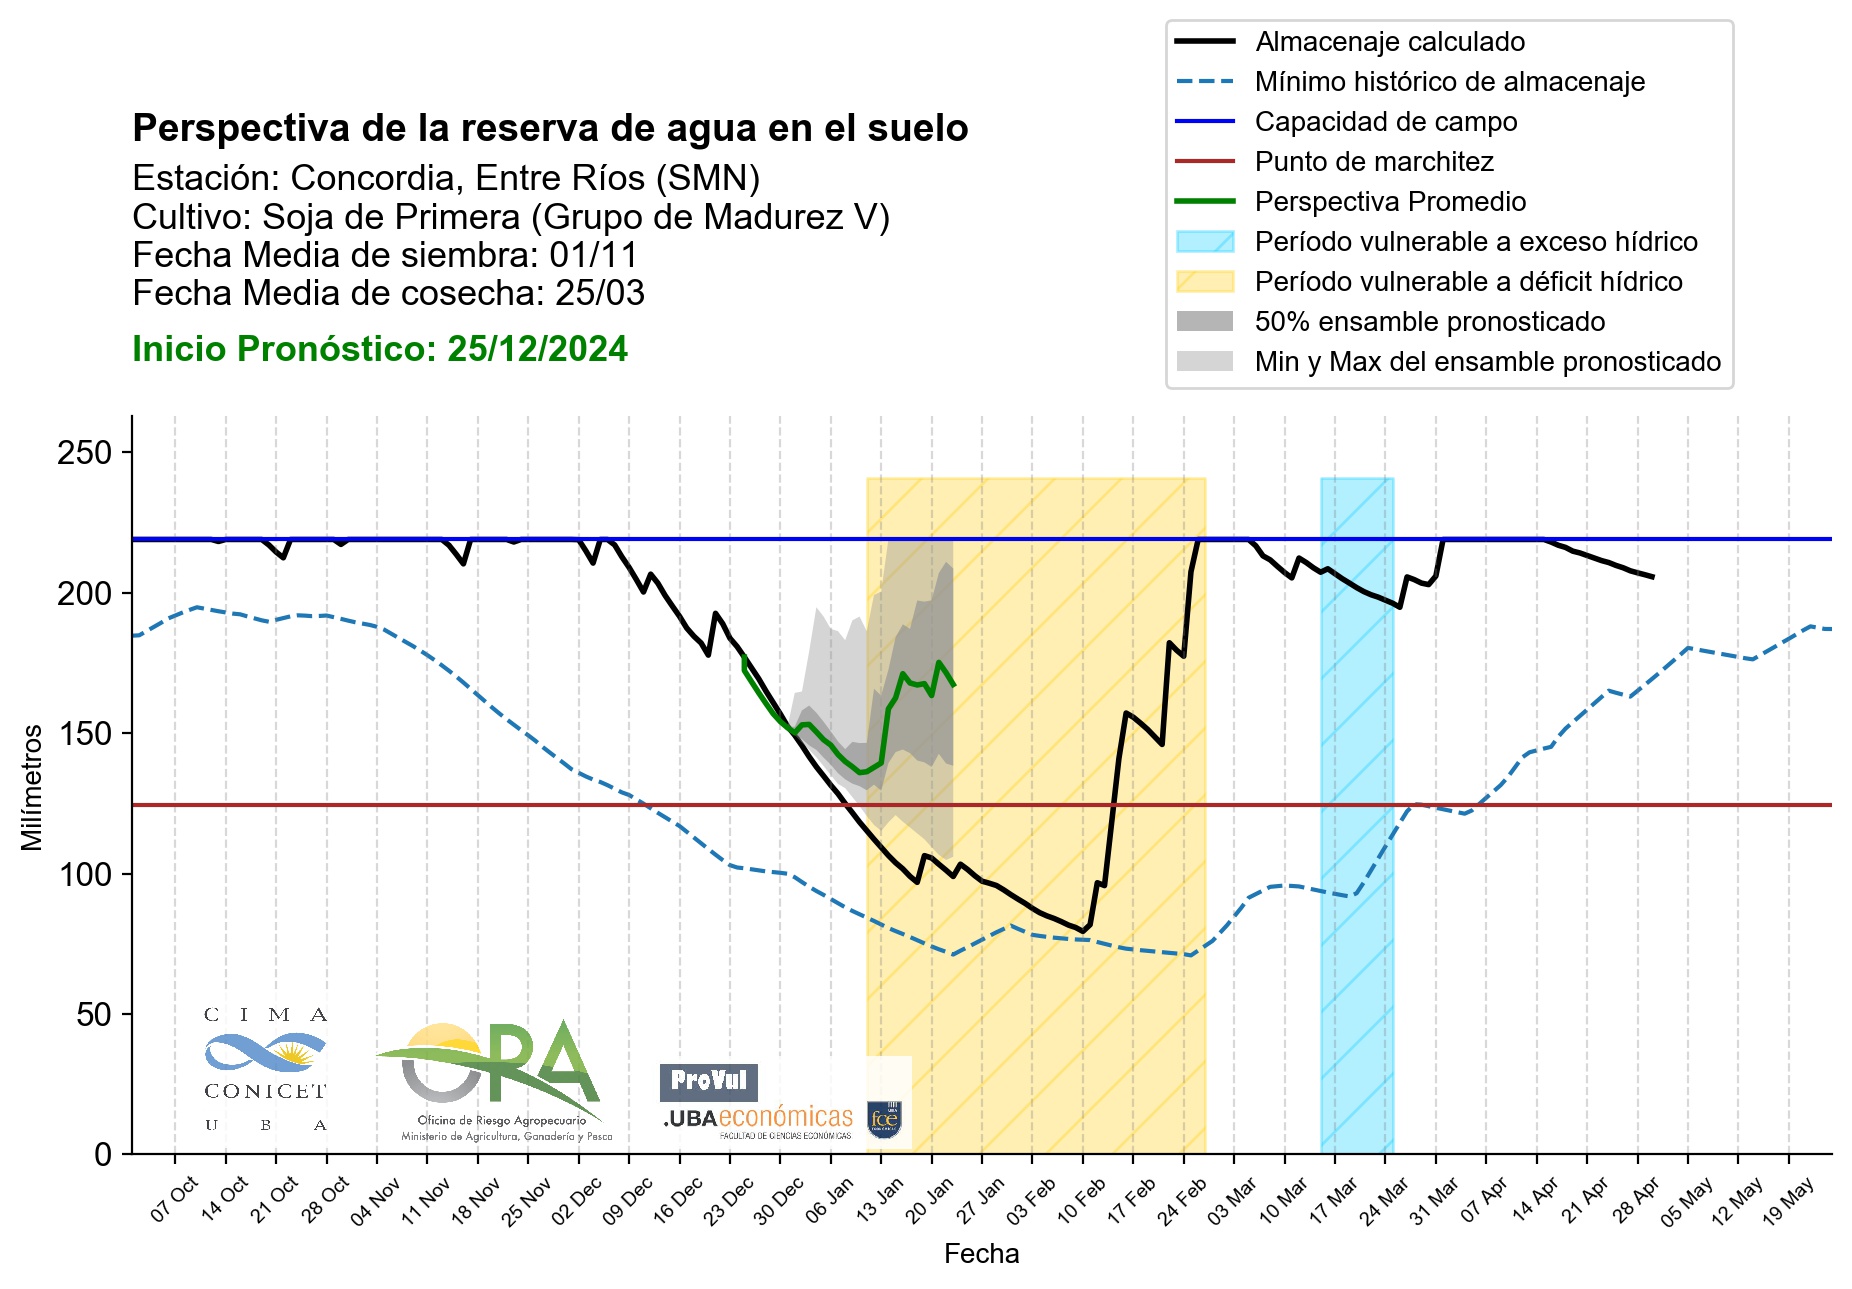 Almacenaje calculado
Mínimo histórico de almacenaje
Capacidad de campo
Punto de marchitez
Perspectiva Promedio
Período vulnerable a exceso hídrico
Período vulnerable a déficit hídrico
50% ensamble pronosticado
Min y Max del ensamble pronosticado
Perspectiva de la reserva de agua en el suelo
Estación: Concordia, Entre Ríos (SMN)
Cultivo: Soja de Primera (Grupo de Madurez V)
Fecha Media de siembra: 01/11
Fecha Media de cosecha: 25/03
Inicio Pronóstico: 25/12/2024
250
200
150
100
50
0
Milímetros
CIMA
CONICET
UBA
OPA
Oficina de Riesgo Agropecuario
Ministerio de Agricultura, Ganadería y Pesca
ProVul
.UBAeconómicas
FACULTAD DE CIENCIAS ECONÓMICAS
UBA
fce
07 Oct
14 Oct
21 Oct
28 Oct
04 Nov
11 Nov
18 Nov
25 Nov
02 Dec
09 Dec
16 Dec
23 Dec
30 Dec
06 Jan
13 Jan
20 Jan
27 Jan
03 Feb
10 Feb
17 Feb
24 Feb
03 Mar
10 Mar
17 Mar
24 Mar
31 Mar
07 Apr
14 Apr
21 Apr
28 Apr
05 May
12 May
19 May
Fecha